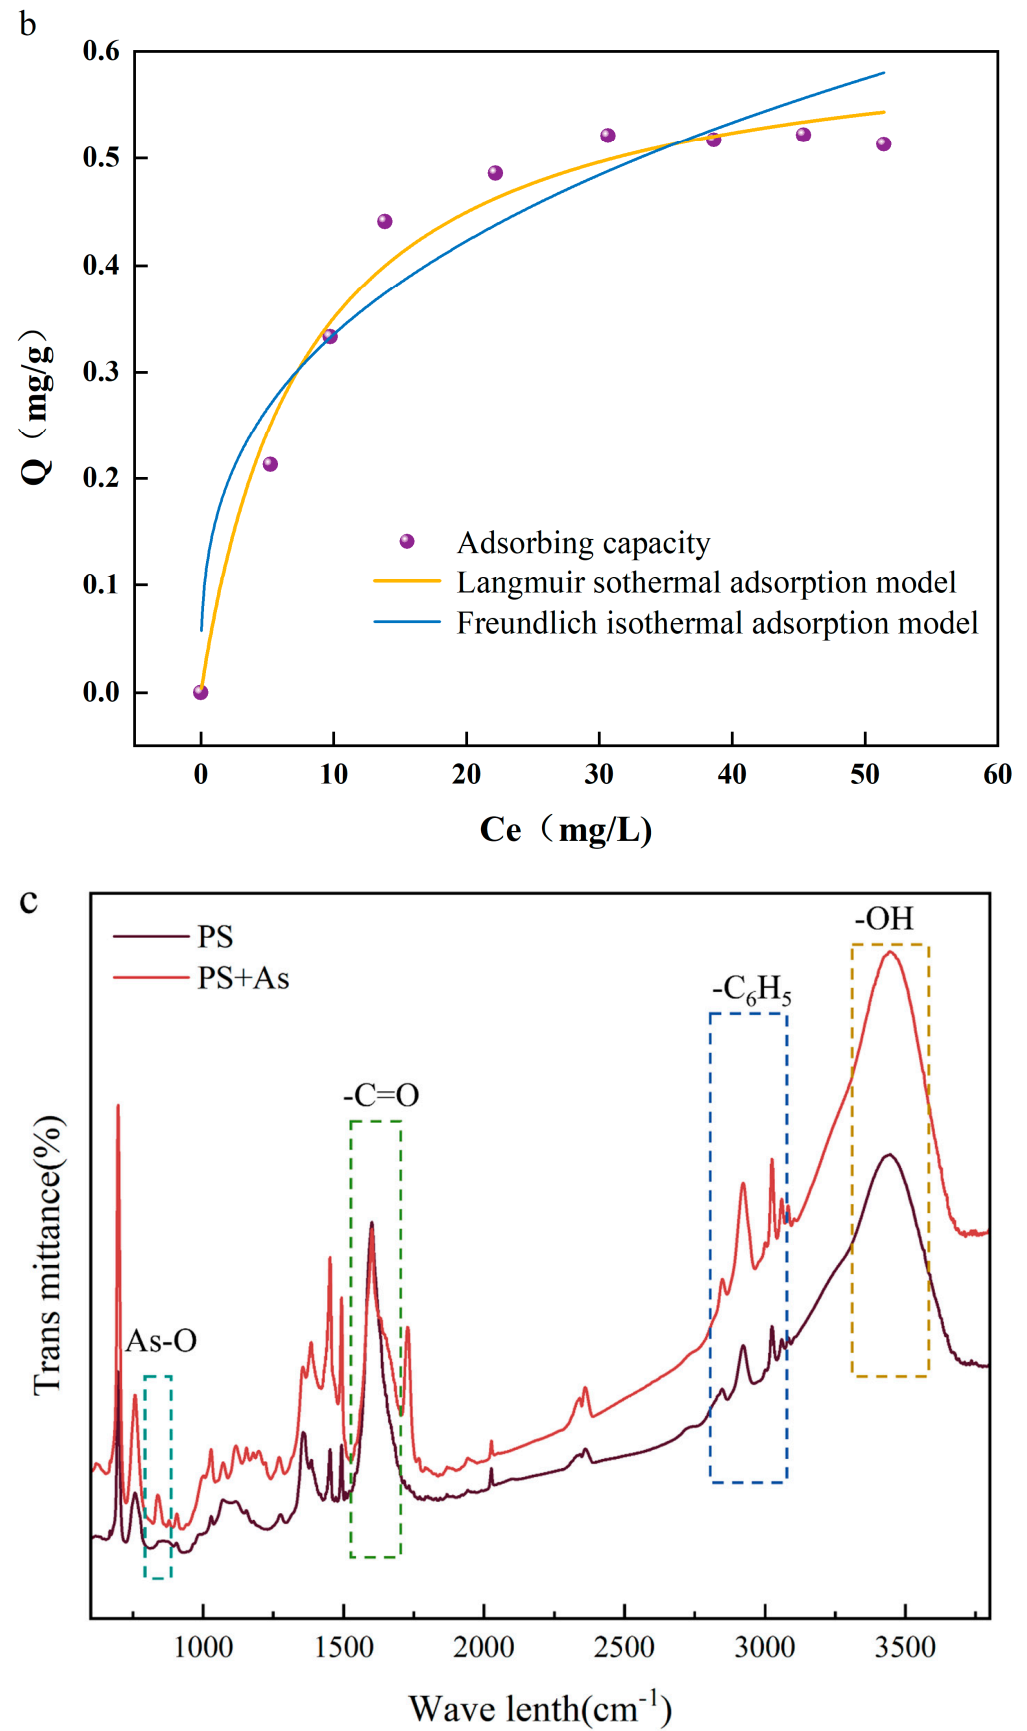 b
0.6
0.5
0.4
0.3
0.2
0.1
0.0
Q（mg/g）
Adsorbing capacity
Langmuir sothermal adsorption model
Freundlich isothermal adsorption model
0 10 20 30 40 50 60
Ce（mg/L)
c
PS
PS+As
-OH
-C₆H₅
-C=O
As-O
Trans mittance(%)
1000 1500 2000 2500 3000 3500
Wave lenth(cm⁻¹)